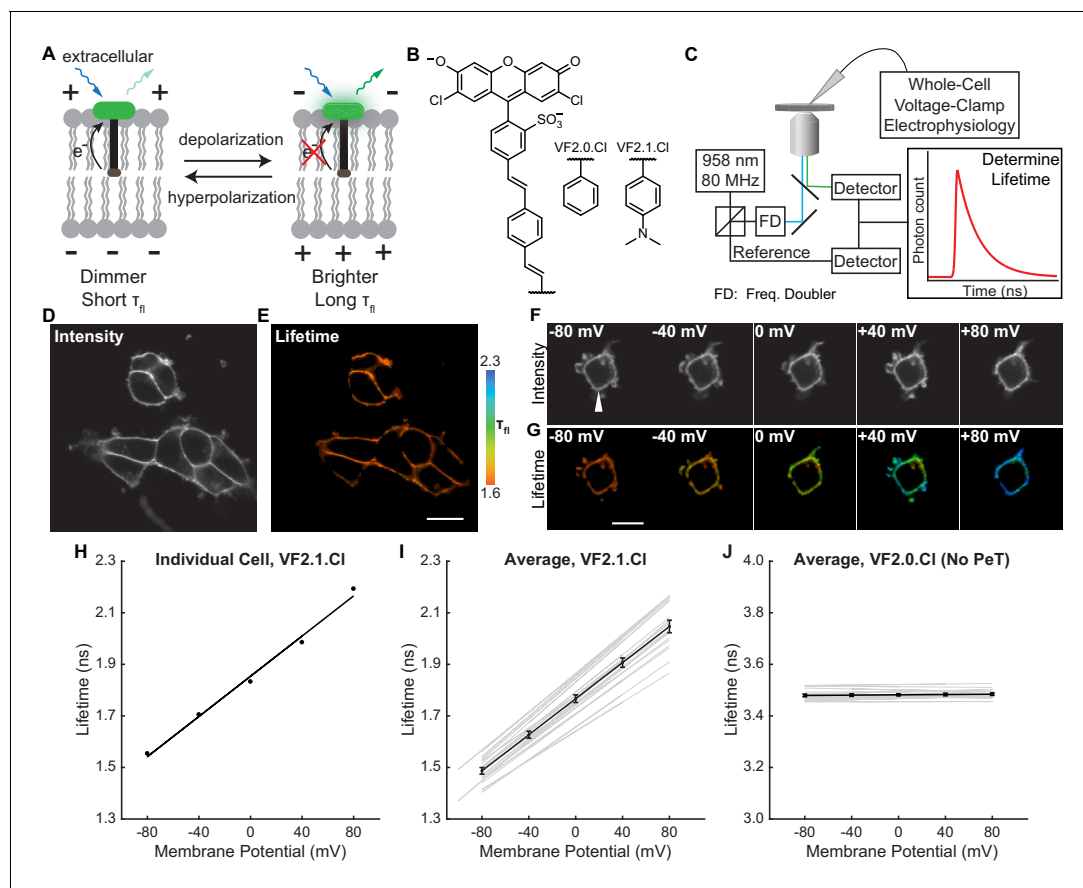 A
extracellular
+ +
- -
e-
e-
depolarization
hyperpolarization
- - -
+ + +
Dimmer
Short τfl
Brighter
Long τfl
B
-O
O
O
Cl
Cl
SO3-
VF2.0.Cl
VF2.1.Cl
N
C
Whole-Cell
Voltage-Clamp
Electrophysiology
958 nm
80 MHz
FD
Detector
Detector
Reference
FD: Freq. Doubler
Determine
Lifetime
Photon count
Time (ns)
D
Intensity
E
Lifetime
2.3
τfl
1.6
F
Intensity
-80 mV
-40 mV
0 mV
+40 mV
+80 mV
G
Lifetime
-80 mV
-40 mV
0 mV
+40 mV
+80 mV
H
Individual Cell, VF2.1.Cl
Lifetime (ns)
2.3
2.1
1.9
1.7
1.5
1.3
-80 -40 0 40 80
Membrane Potential (mV)
I
Average, VF2.1.Cl
Lifetime (ns)
2.3
2.1
1.9
1.7
1.5
1.3
-80 -40 0 40 80
Membrane Potential (mV)
J
Average, VF2.0.Cl (No PeT)
Lifetime (ns)
4.0
3.8
3.6
3.4
3.2
3.0
-80 -40 0 40 80
Membrane Potential (mV)